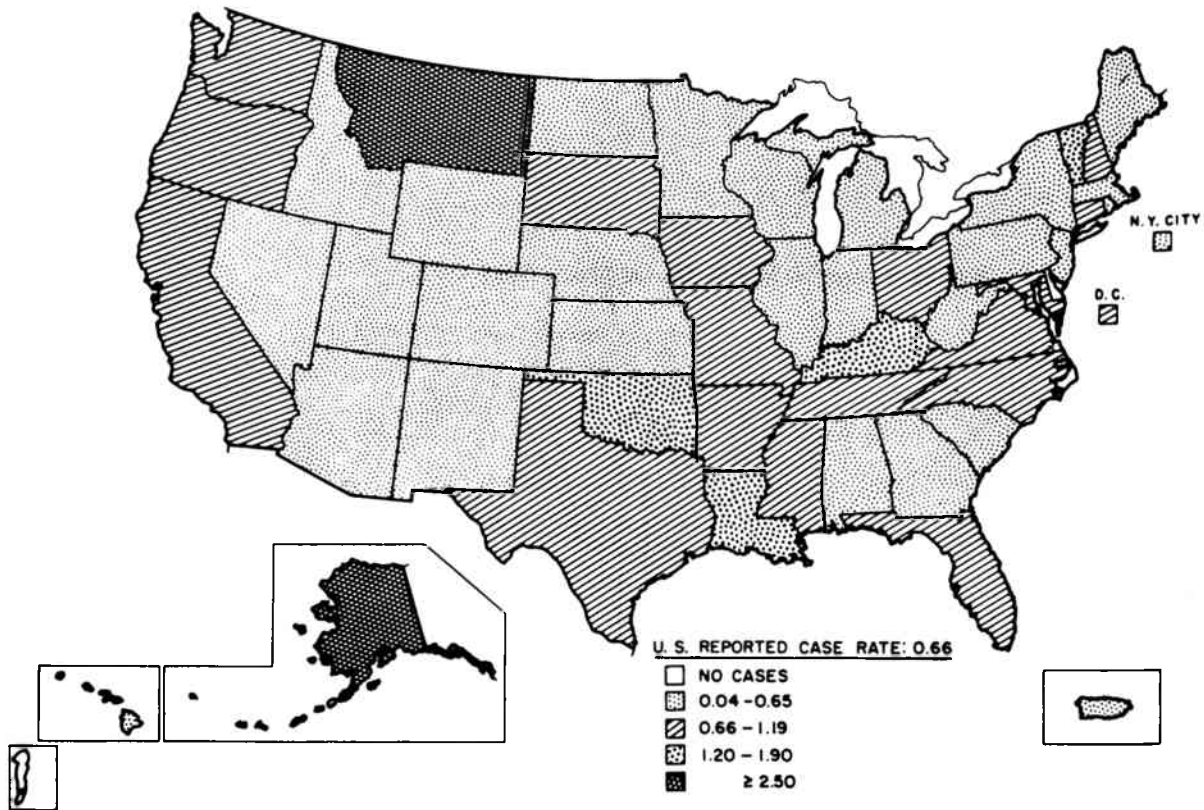 N.Y. CITY
D.C.
U.S. REPORTED CASE RATE: 0.66
NO CASES
0.04-0.65
0.66-1.19
1.20-1.90
≥2.50